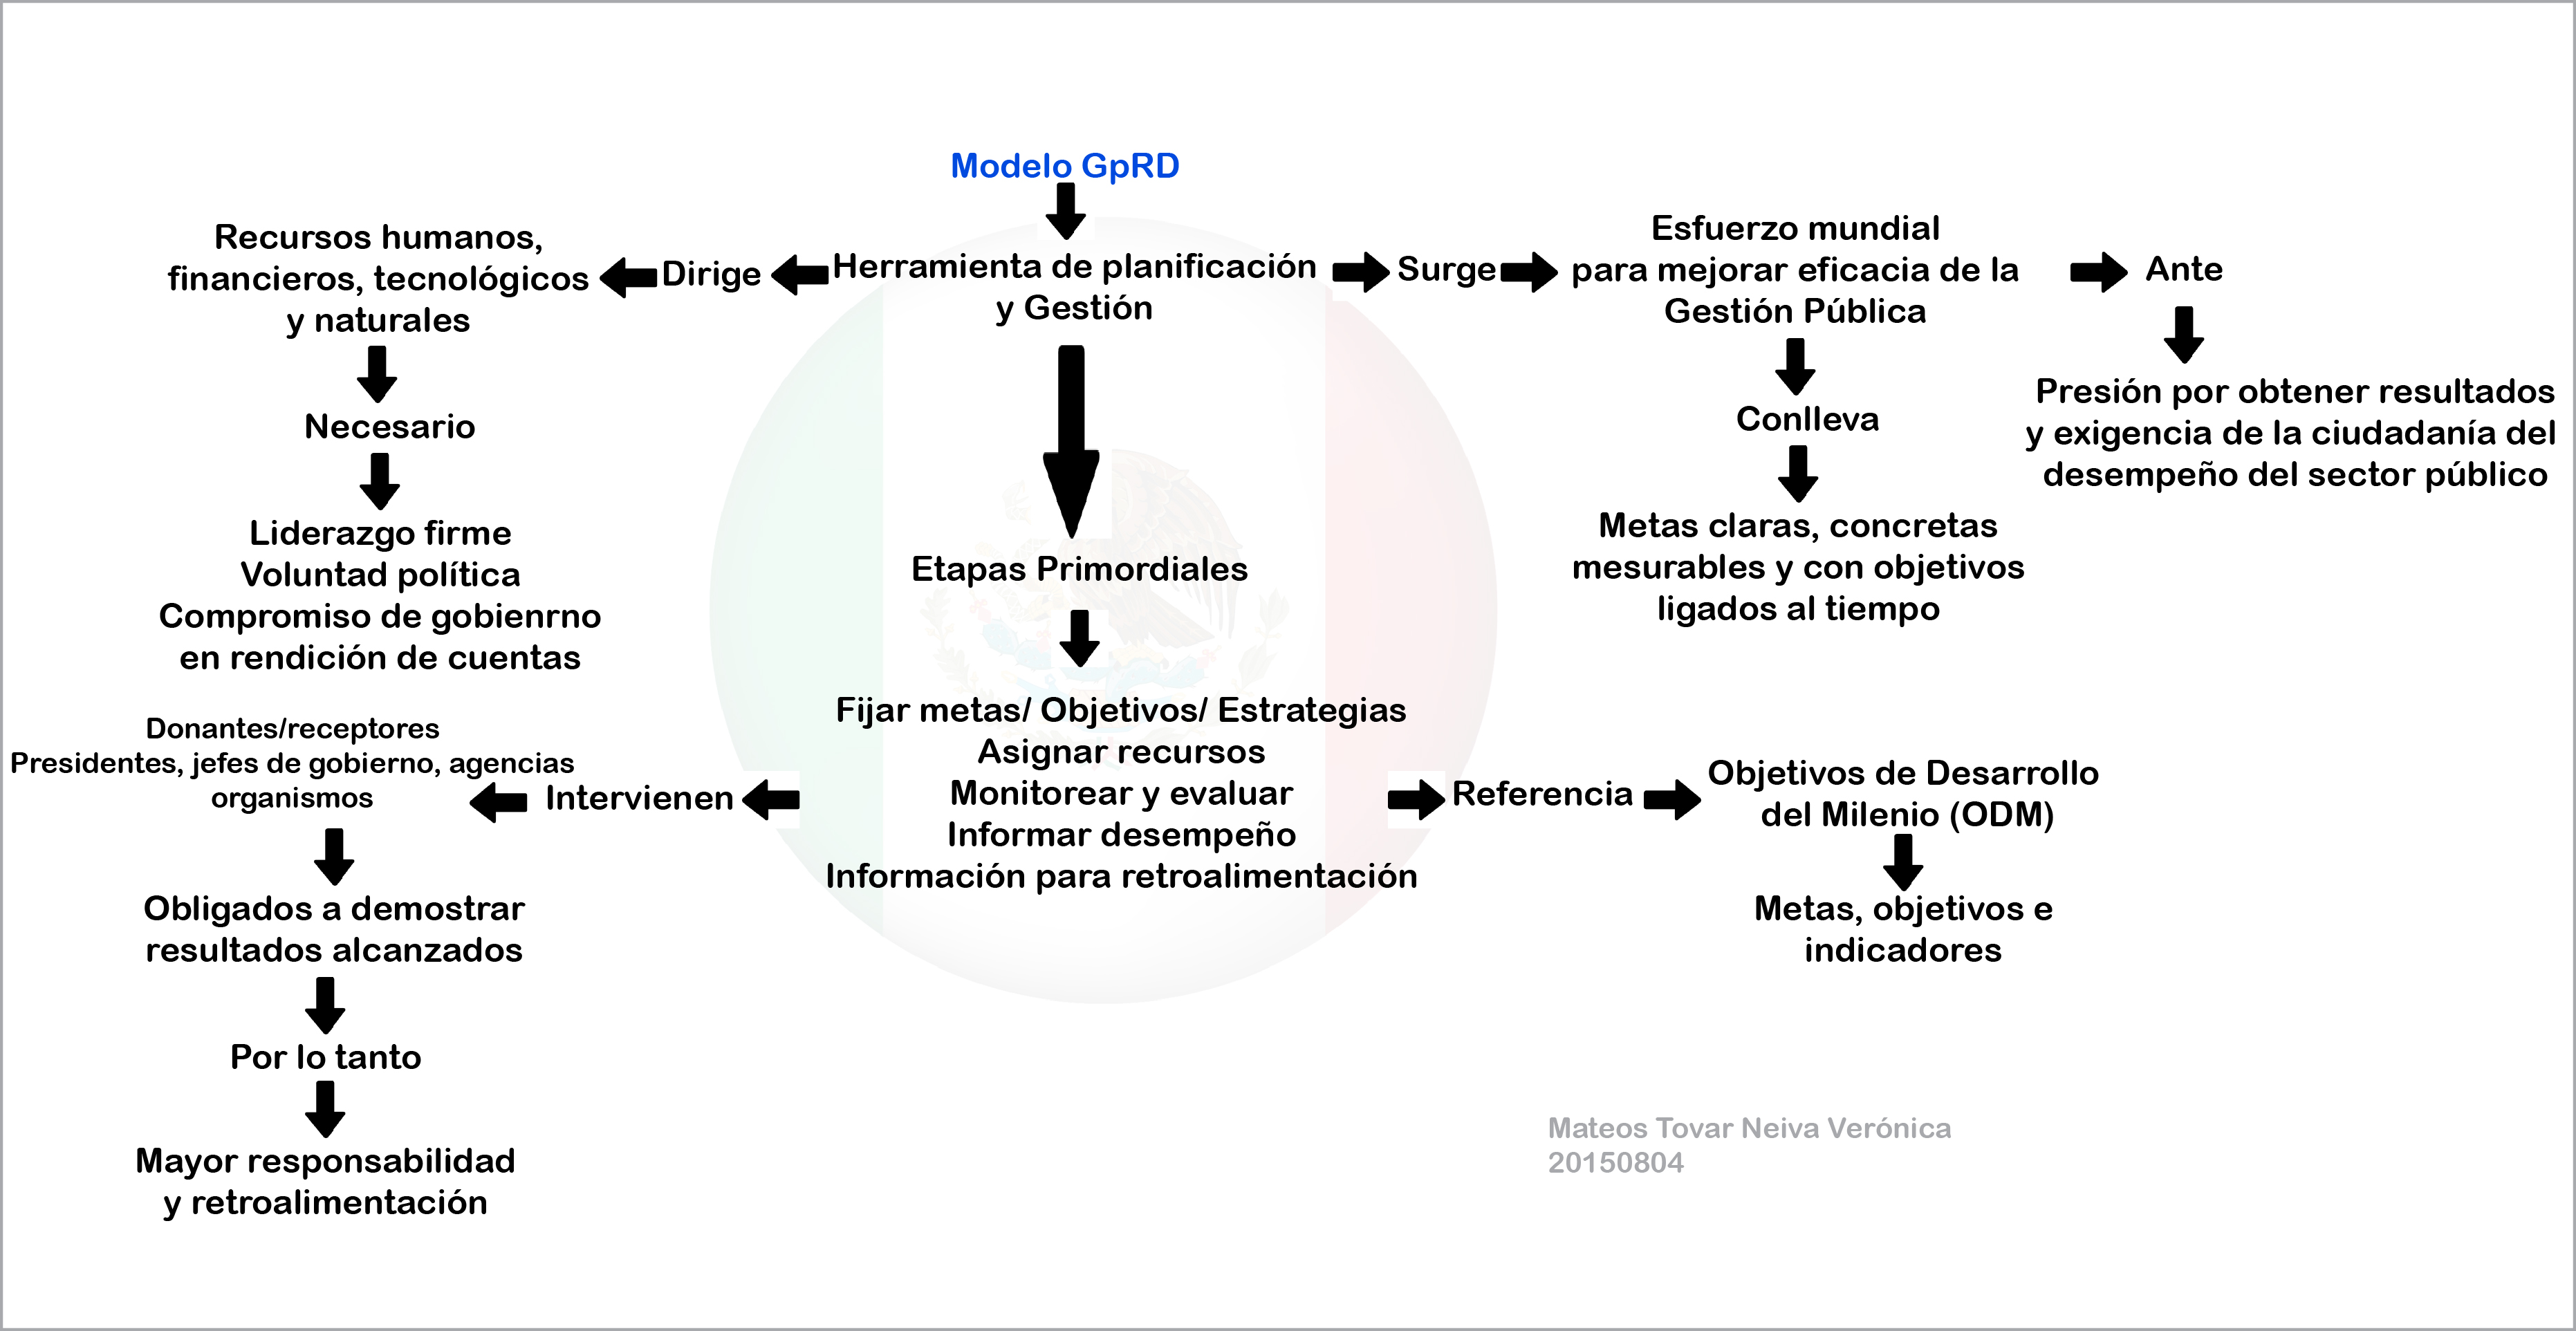 Modelo GpRD
Herramienta de planificación
y Gestión
Dirige
Recursos humanos,
financieros, tecnológicos
y naturales
Necesario
Liderazgo firme
Voluntad política
Compromiso de gobienrno
en rendición de cuentas
Surge
Esfuerzo mundial
para mejorar eficacia de la
Gestión Pública
Conlleva
Metas claras, concretas
mesurables y con objetivos
ligados al tiempo
Ante
Presión por obtener resultados
y exigencia de la ciudadanía del
desempeño del sector público
Etapas Primordiales
Fijar metas/ Objetivos/ Estrategias
Asignar recursos
Monitorear y evaluar
Informar desempeño
Información para retroalimentación
Intervienen
Donantes/receptores
Presidentes, jefes de gobierno, agencias
organismos
Obligados a demostrar
resultados alcanzados
Por lo tanto
Mayor responsabilidad
y retroalimentación
Referencia
Objetivos de Desarrollo
del Milenio (ODM)
Metas, objetivos e
indicadores
Mateos Tovar Neiva Verónica
20150804